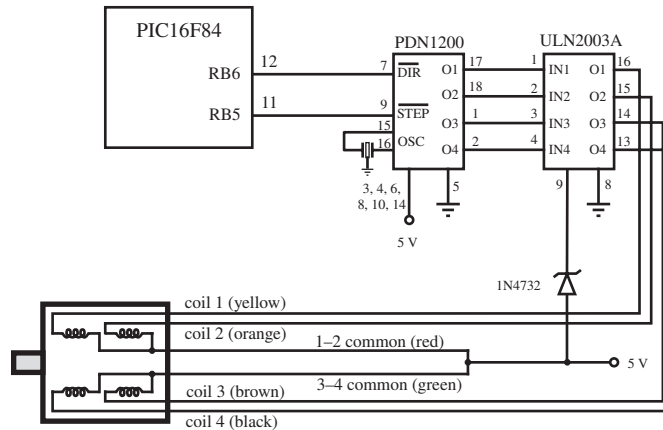 PIC16F84
PDN1200
ULN2003A
RB6
12
7
DIR
O1
17
1
IN1
O1
16
O2
18
2
IN2
O2
15
RB5
11
9
STEP
O3
1
3
IN3
O3
14
15
OSC
16
O4
2
4
IN4
O4
13
3, 4, 6,
8, 10, 14
5
9
8
5 V
1N4732
coil 1 (yellow)
coil 2 (orange)
1–2 common (red)
5 V
3–4 common (green)
coil 3 (brown)
coil 4 (black)